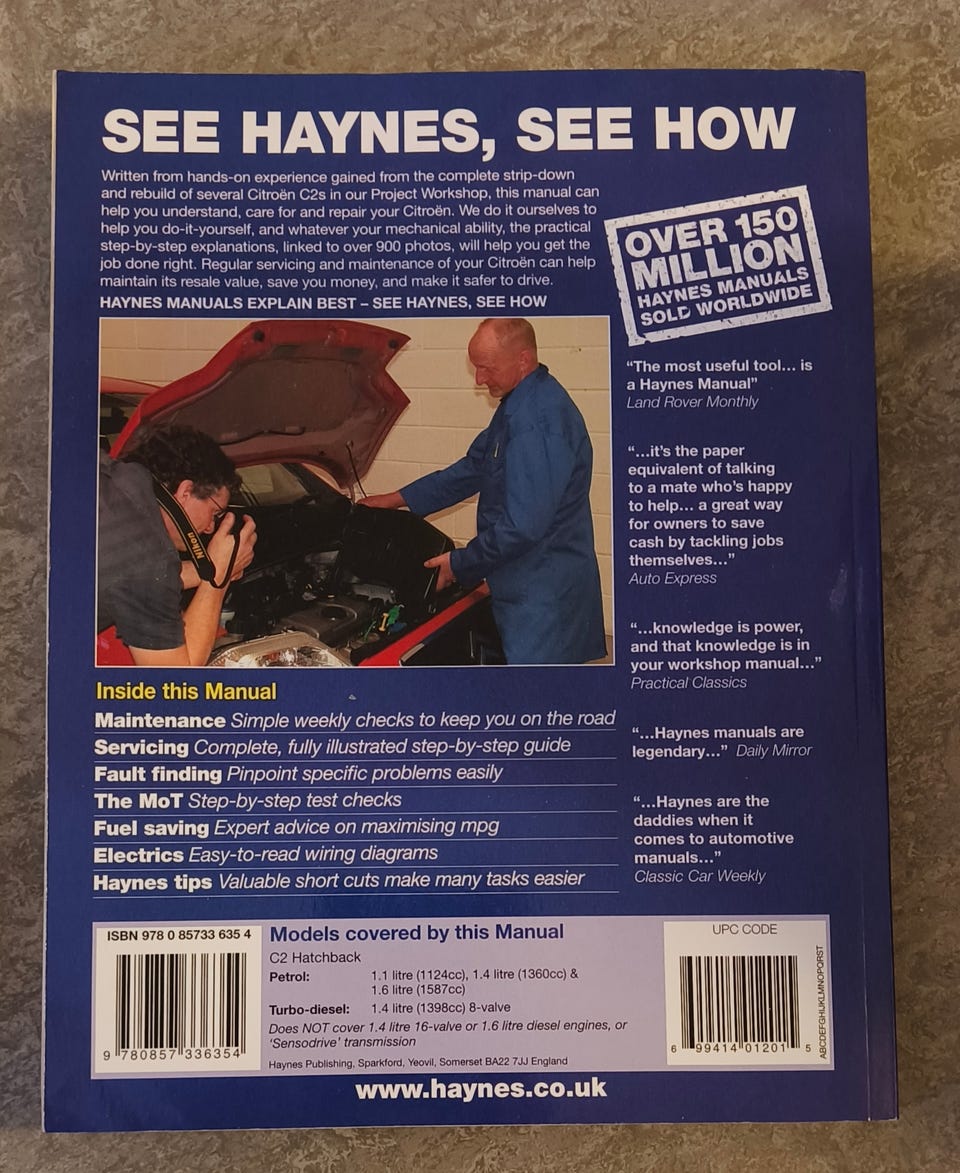 SEE HAYNES, SEE HOW
Written from hands-on experience gained from the complete strip-down
and rebuild of several Citroën C2s in our Project Workshop, this manual can
help you understand, care for and repair your Citroën. We do it ourselves to
help you do-it-yourself, and whatever your mechanical ability, the practical
step-by-step explanations, linked to over 900 photos, will help you get the
job done right. Regular servicing and maintenance of your Citroën can help
maintain its resale value, save you money, and make it safer to drive.
HAYNES MANUALS EXPLAIN BEST – SEE HAYNES, SEE HOW
OVER 150
MILLION
HAYNES MANUALS
SOLD WORLDWIDE
"The most useful tool... is
a Haynes Manual"
Land Rover Monthly
"...it's the paper
equivalent of talking
to a mate who's happy
to help... a great way
for owners to save
cash by tackling jobs
themselves..."
Auto Express
"...knowledge is power,
and that knowledge is in
your workshop manual..."
Practical Classics
"...Haynes manuals are
legendary..." Daily Mirror
"...Haynes are the
daddies when it
comes to automotive
manuals..."
Classic Car Weekly
Nikon
Inside this Manual
Maintenance Simple weekly checks to keep you on the road
Servicing Complete, fully illustrated step-by-step guide
Fault finding Pinpoint specific problems easily
The MoT Step-by-step test checks
Fuel saving Expert advice on maximising mpg
Electrics Easy-to-read wiring diagrams
Haynes tips Valuable short cuts make many tasks easier
ISBN 978 0 85733 635 4
9 780857 336354
Models covered by this Manual
C2 Hatchback
Petrol: 1.1 litre (1124cc), 1.4 litre (1360cc) &
1.6 litre (1587cc)
Turbo-diesel: 1.4 litre (1398cc) 8-valve
Does NOT cover 1.4 litre 16-valve or 1.6 litre diesel engines, or
'Sensodrive' transmission
Haynes Publishing, Sparkford, Yeovil, Somerset BA22 7JJ England
UPC CODE
6 99414 01201 5
ABCDEFGHIJKLMNOPQRST
www.haynes.co.uk